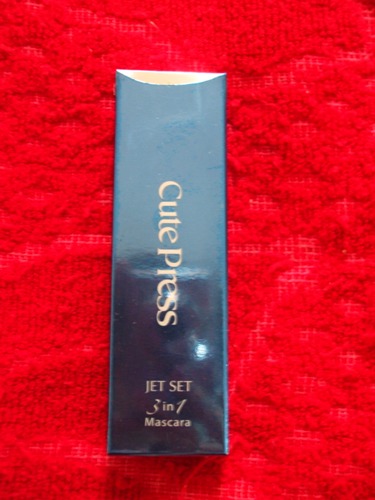 Cute Press
JET SET
3 in 1
Mascara